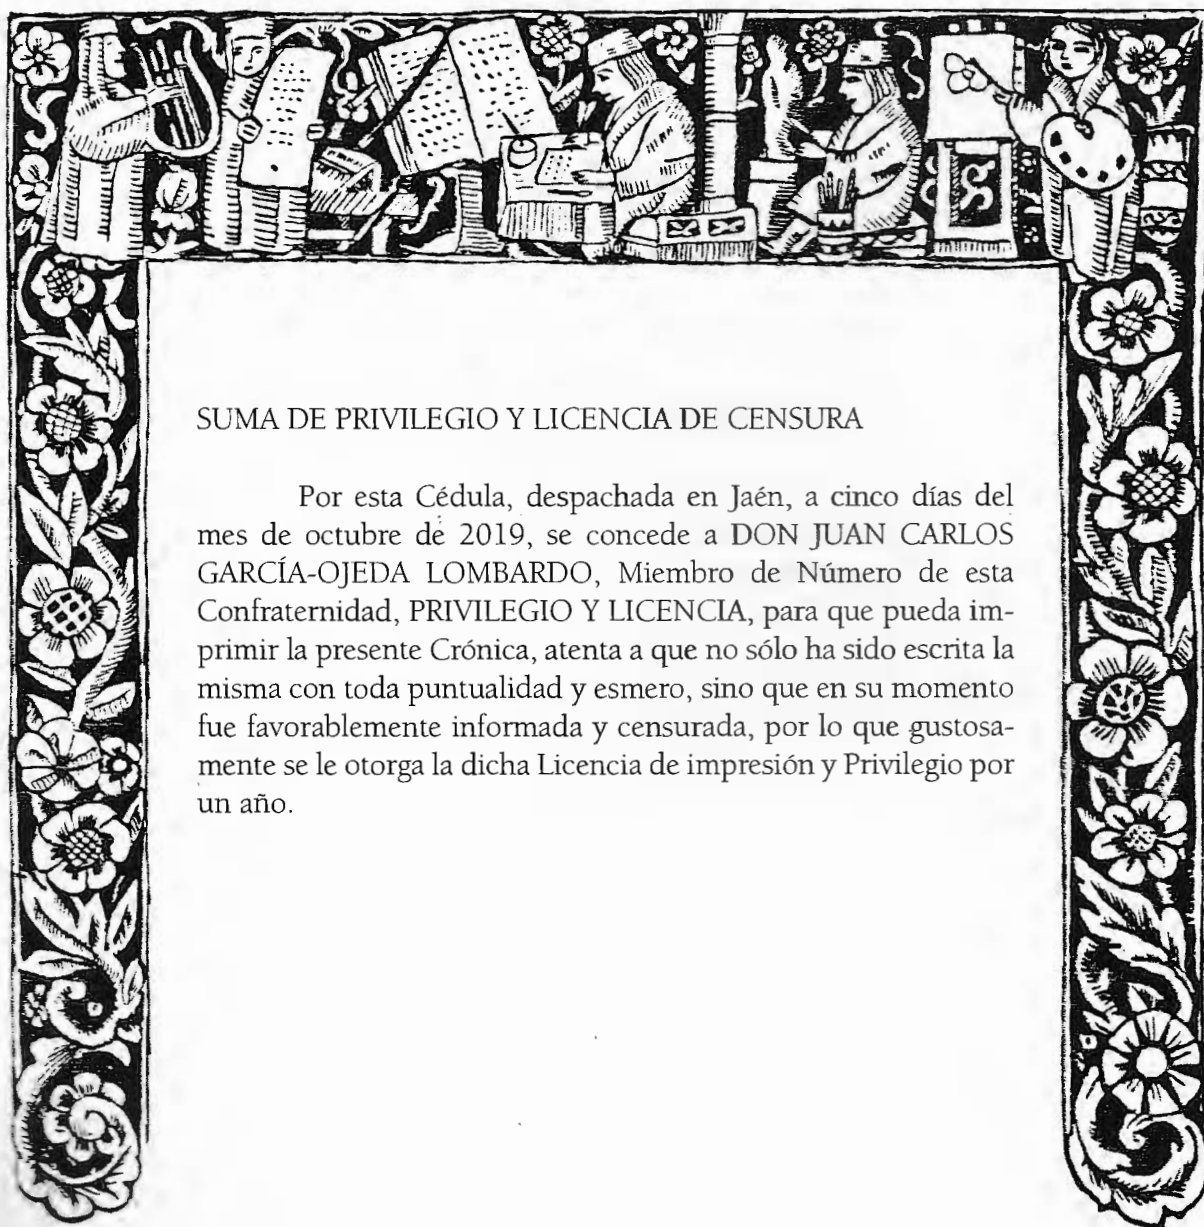 SUMA DE PRIVILEGIO Y LICENCIA DE CENSURA
Por esta Cédula, despachada en Jaén, a cinco días del
mes de octubre de 2019, se concede a DON JUAN CARLOS
GARCÍA-OJEDA LOMBARDO, Miembro de Número de esta
Confraternidad, PRIVILEGIO Y LICENCIA, para que pueda im-
primir la presente Crónica, atenta a que no sólo ha sido escrita la
misma con toda puntualidad y esmero, sino que en su momento
fue favorablemente informada y censurada, por lo que gustosa-
mente se le otorga la dicha Licencia de impresión y Privilegio por
un año.